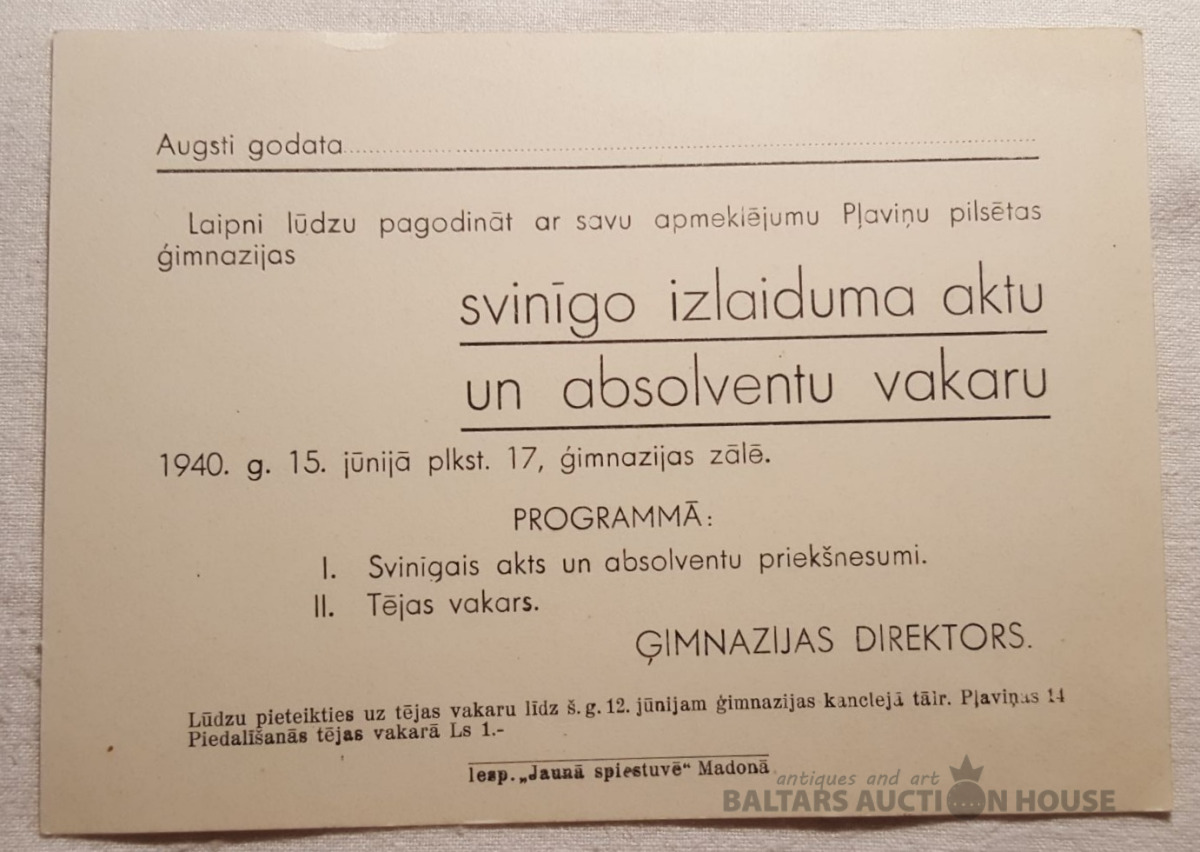 Augsti godata
Laipni lūdzu pagodināt ar savu apmeklējumu Pļaviņu pilsētas
ģimnazijas
svinīgo izlaiduma aktu
un absolventu vakaru
1940. g. 15. jūnijā plkst. 17, ģimnazijas zālē.
PROGRAMMĀ:
I. Svinīgais akts un absolventu priekšnesumi.
II. Tējas vakars.
ĢIMNAZIJAS DIREKTORS.
Lūdzu pieteikties uz tējas vakaru līdz š. g. 12. jūnijam ģimnazijas kanclejā tālr. Pļaviņas 14
Piedalīšanās tējas vakarā Ls 1.-
Iesp. „Jaunā spiestuvē“ Madonā
antiques and art
BALTARS AUCTION HOUSE